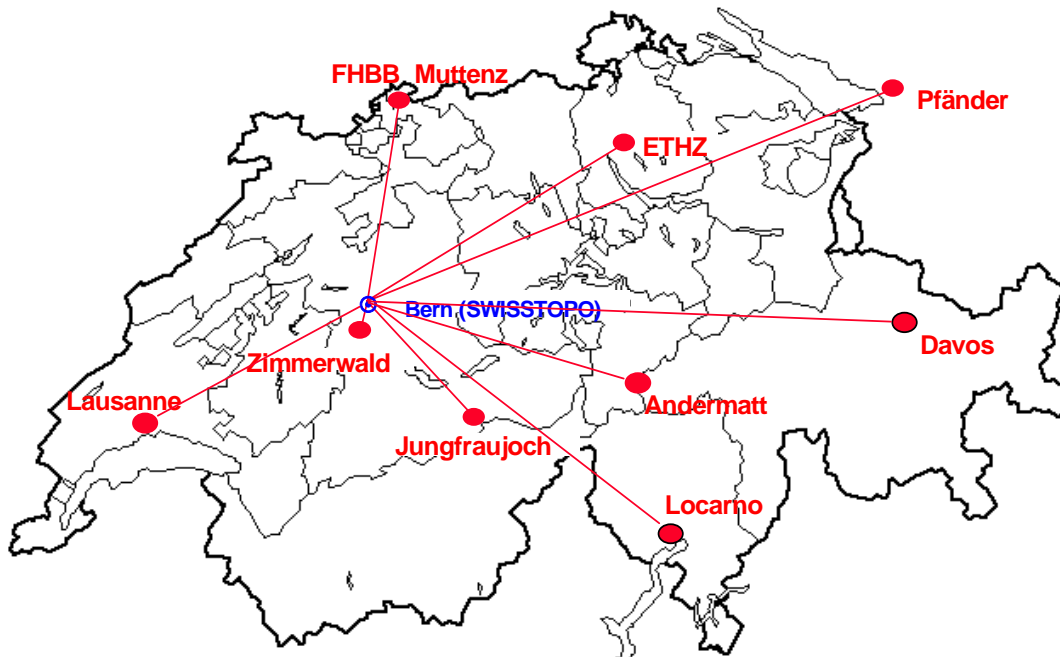 FHBB Muttenz
Pfänder
ETHZ
Bern (SWISSTOPO)
Zimmerwald
Davos
Lausanne
Andermatt
Jungfraujoch
Locarno